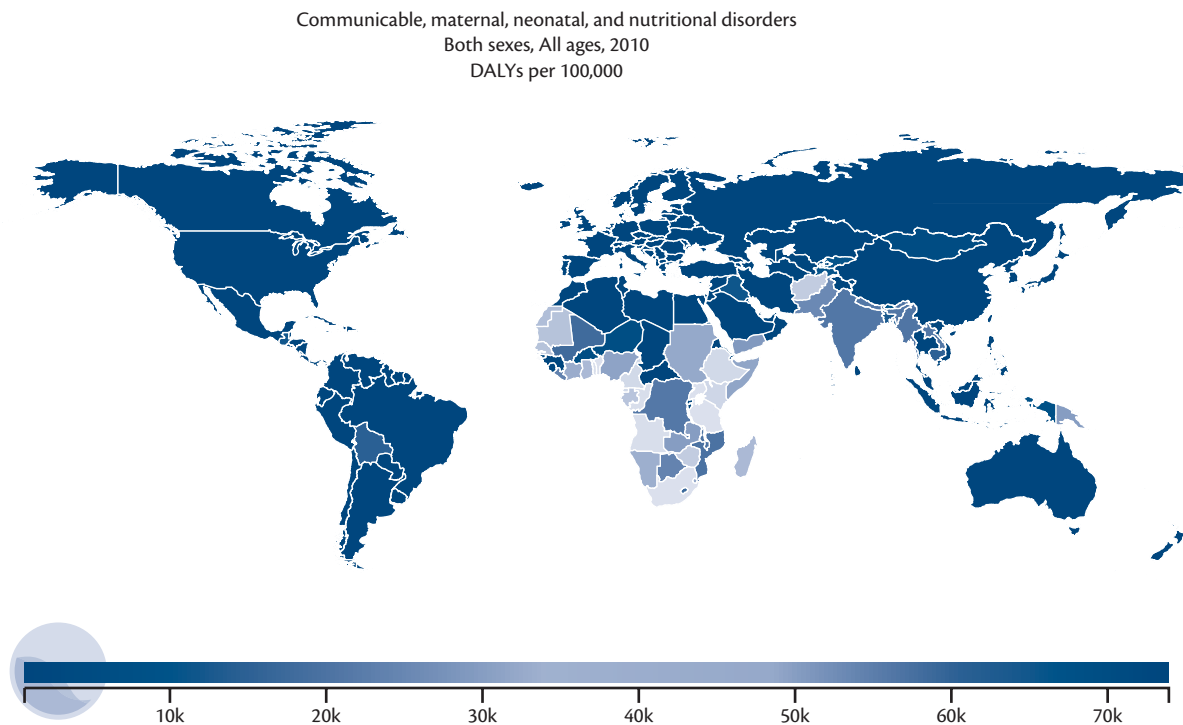 Communicable, maternal, neonatal, and nutritional disorders
Both sexes, All ages, 2010
DALYs per 100,000
10k 20k 30k 40k 50k 60k 70k